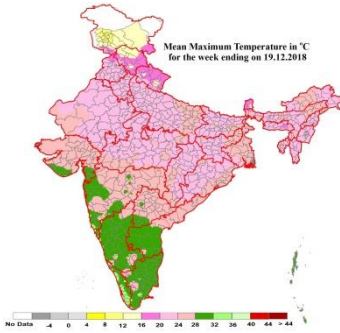 Mean Maximum Temperature in °C
for the week ending on 19.12.2018
No Data -4 0 4 8 12 16 20 24 28 32 36 40 44 > 44